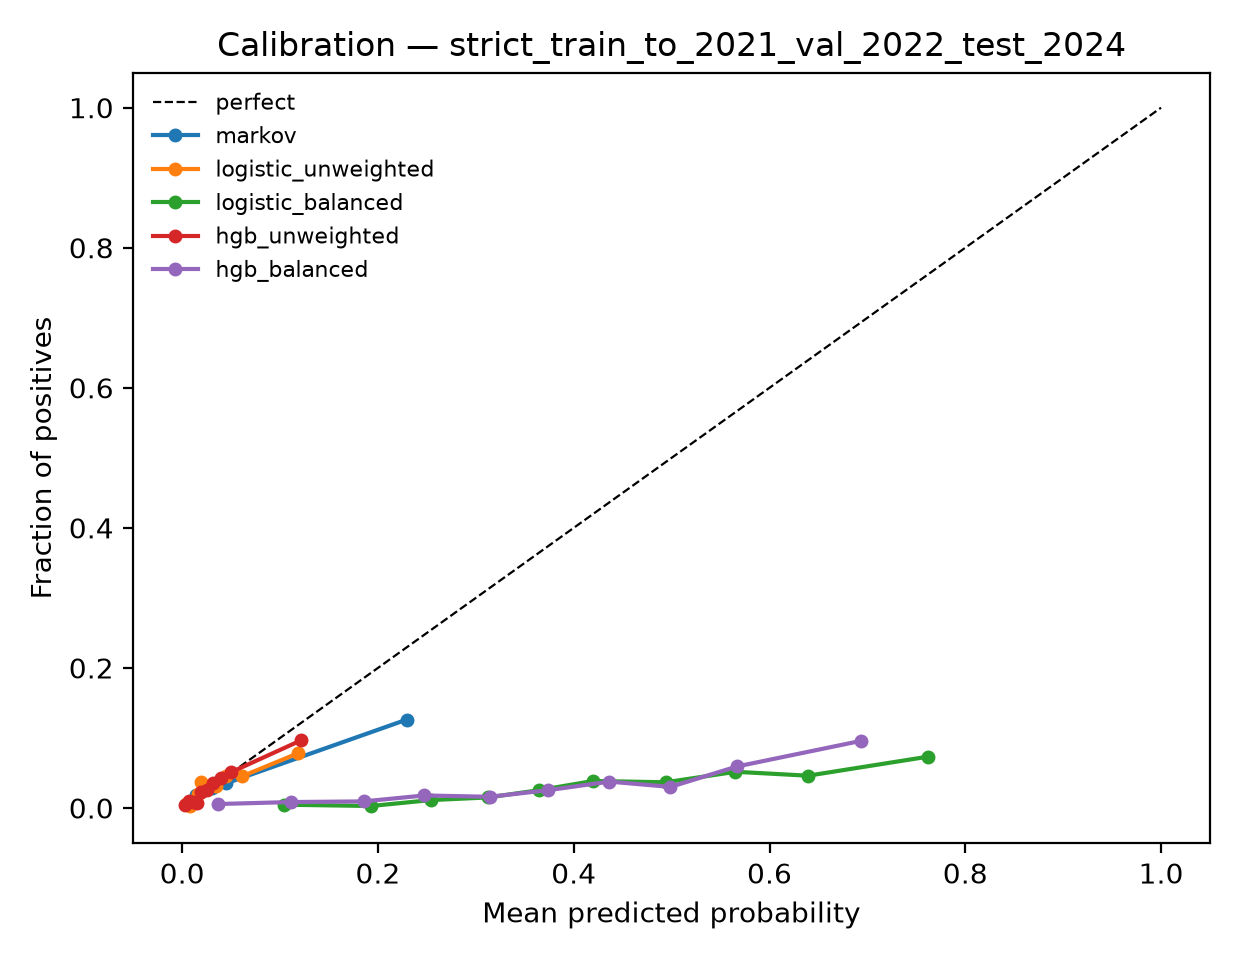 Calibration — strict_train_to_2021_val_2022_test_2024
perfect
markov
logistic_unweighted
logistic_balanced
hgb_unweighted
hgb_balanced
1.0
0.8
0.6
0.4
0.2
0.0
Fraction of positives
0.0 0.2 0.4 0.6 0.8 1.0
Mean predicted probability